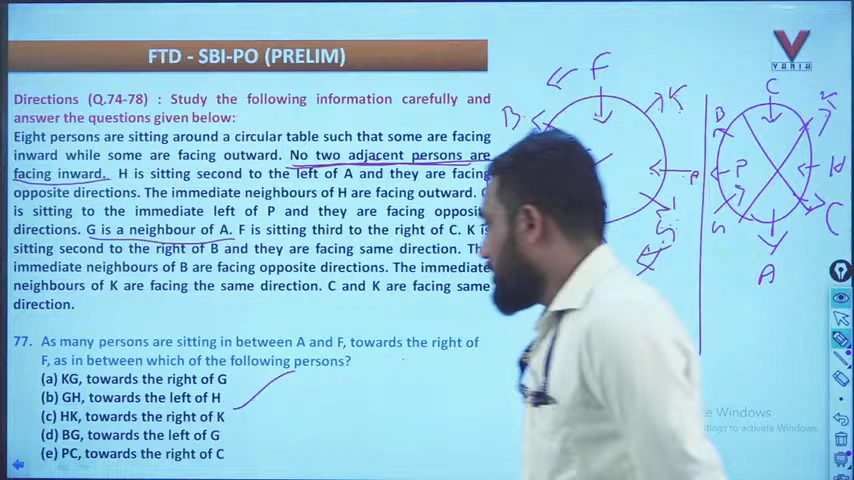 FTD - SBI-PO (PRELIM)
VANIK
Directions (Q.74-78) : Study the following information carefully and
answer the questions given below:
Eight persons are sitting around a circular table such that some are facing
inward while some are facing outward. No two adjacent persons are
facing inward. H is sitting second to the left of A and they are facing
opposite directions. The immediate neighbours of H are facing outward.
is sitting to the immediate left of P and they are facing
directions. G is a neighbour of A. F is sitting third to the right of C. K
sitting second to the right of B and they are facing same direction.
immediate neighbours of B are facing opposite directions. The immediate
neighbours of K are facing the same direction. C and K are facing same
direction.
77. As many persons are sitting in between A and F, towards the right of
F, as in between which of the following persons?
(a) KG, towards the right of G
(b) GH, towards the left of H
(c) HK, towards the right of K
(d) BG, towards the left of G
(e) PC, towards the right of C
F
K
B
C
B
P
H
C
A
Windows
to activate Windows.